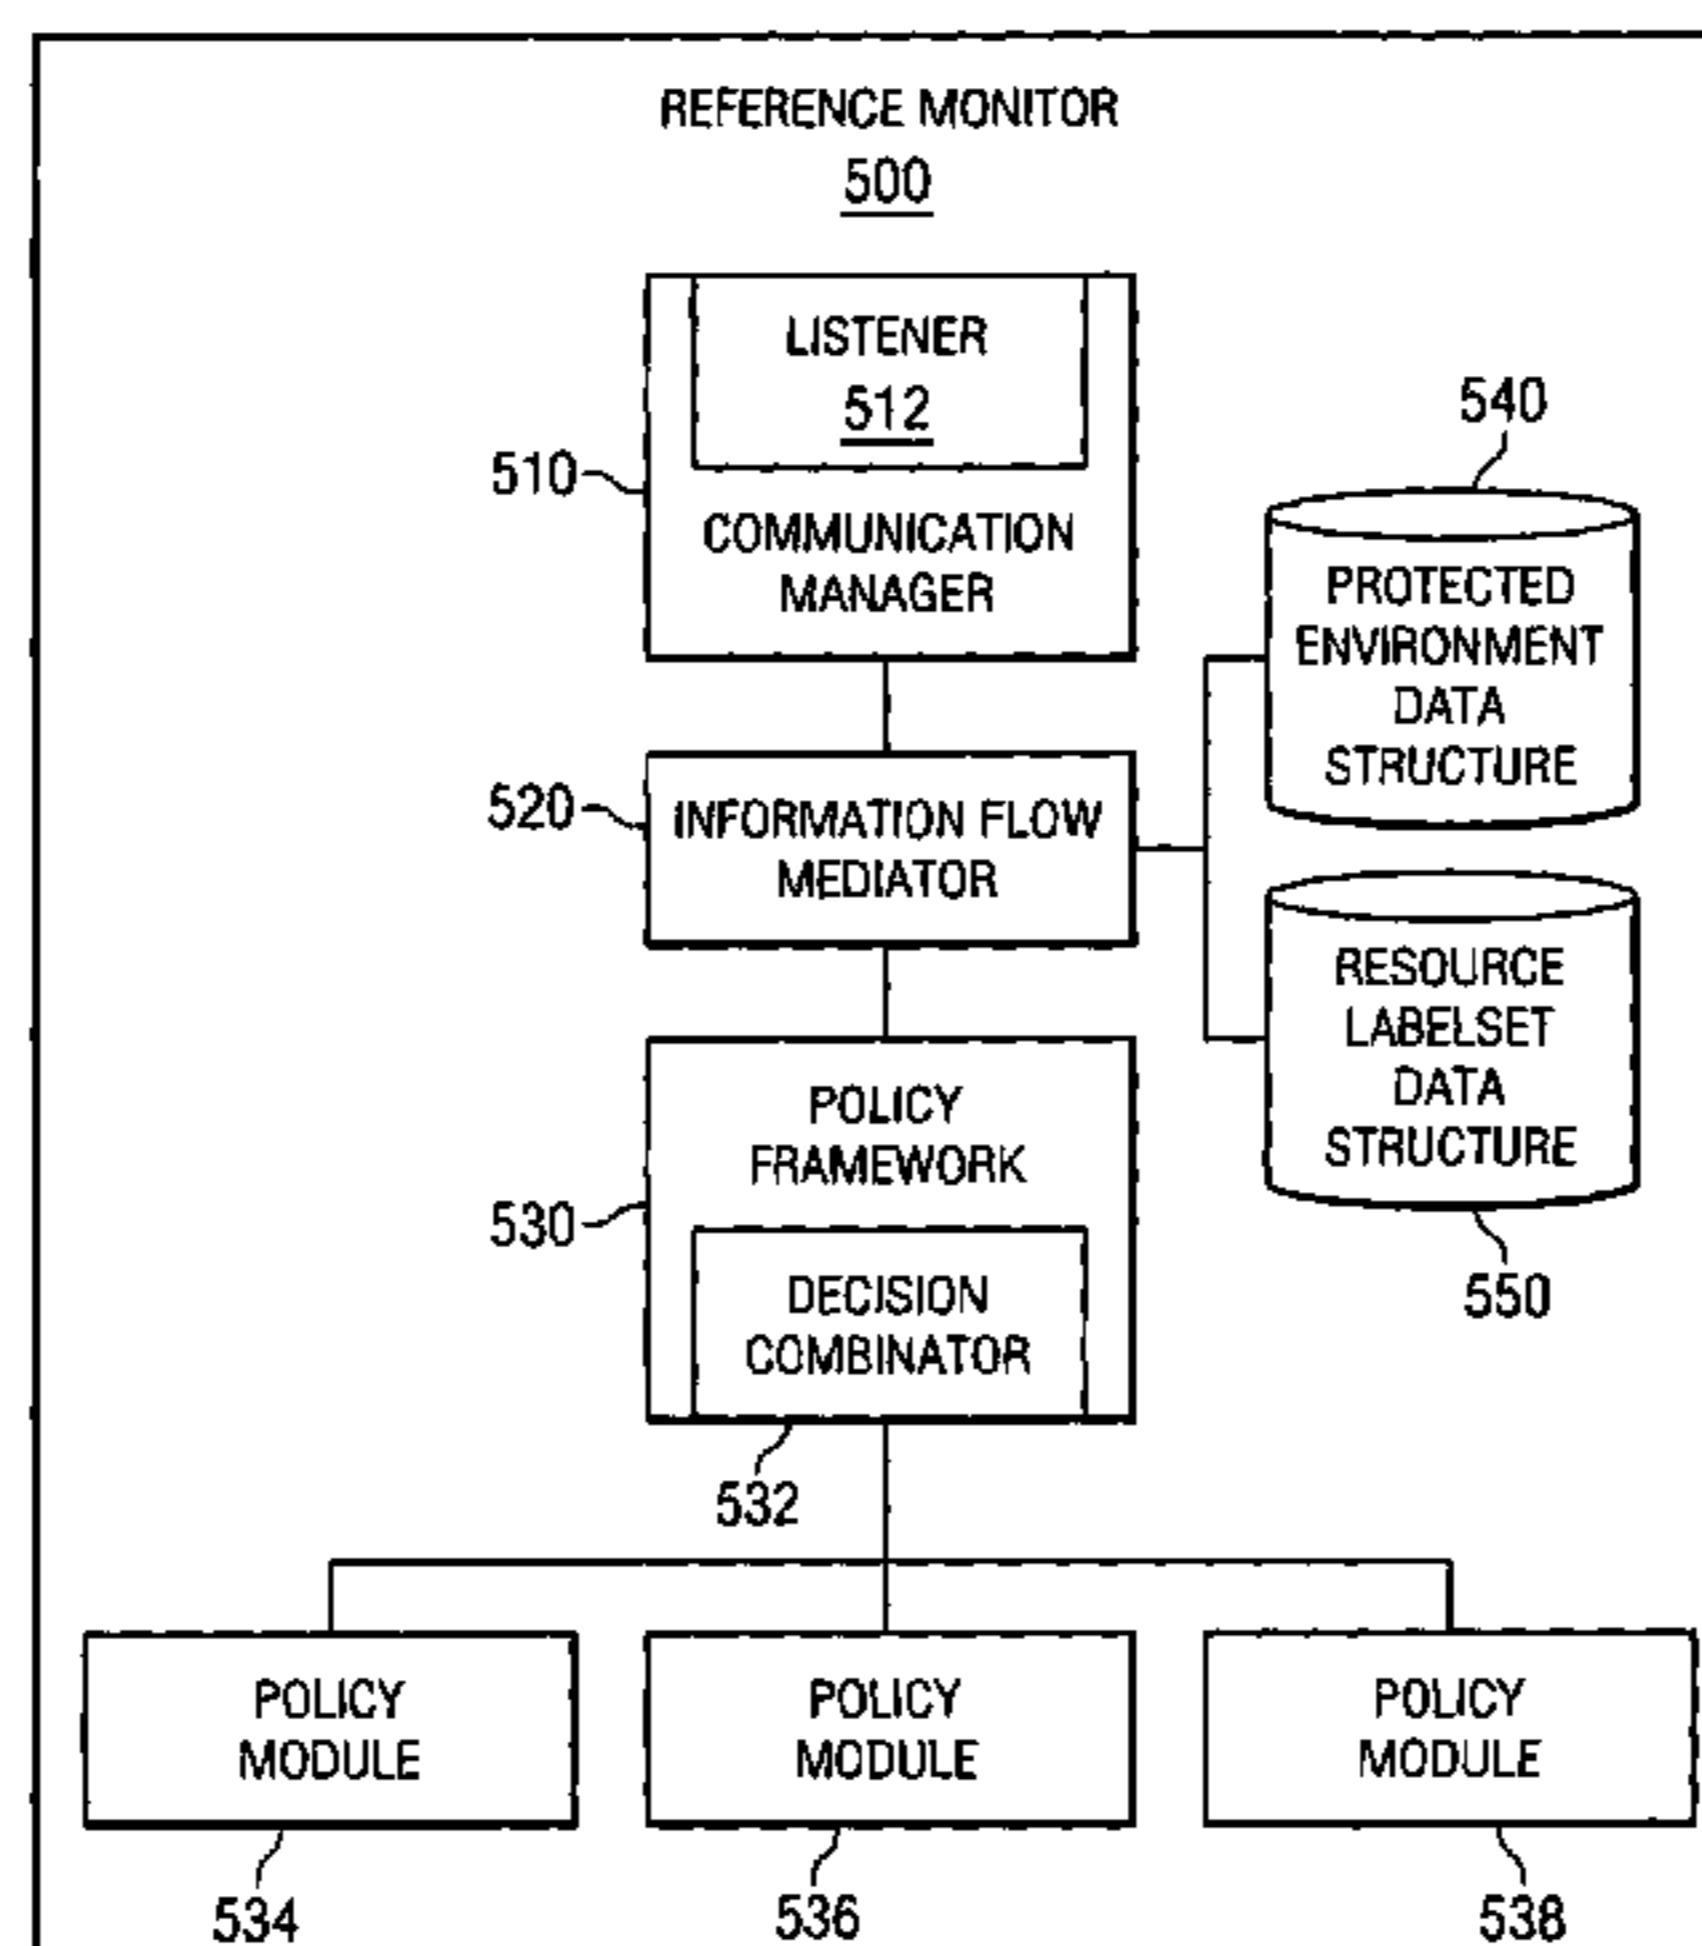 REFERENCE MONITOR
500
LISTENER
512
510
COMMUNICATION
MANAGER
540
PROTECTED
ENVIRONMENT
DATA
STRUCTURE
520
INFORMATION FLOW
MEDIATOR
RESOURCE
LABELSET
DATA
STRUCTURE
550
530
POLICY
FRAMEWORK
DECISION
COMBINATOR
532
POLICY
MODULE
534
POLICY
MODULE
536
POLICY
MODULE
538